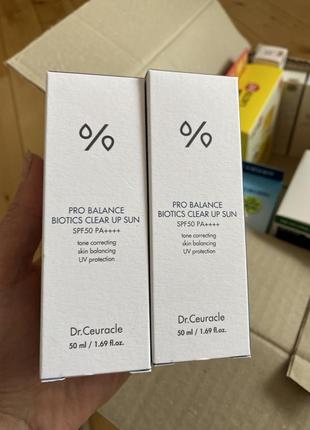 %
PRO BALANCE
BIOTICS CLEAR UP SUN
SPF50 PA++++
tone correcting
skin balancing
UV protection
Dr.Ceuracle
50 ml / 1.69 fl.oz.
%
PRO BALANCE
BIOTICS CLEAR UP SUN
SPF50 PA++++
tone correcting
skin balancing
UV protection
Dr.Ceuracle
50 ml / 1.69 fl.oz.